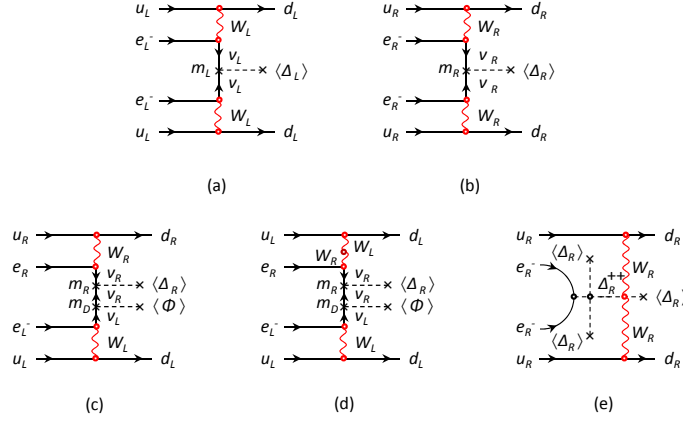 u_L d_L
W_L
e_L^-
ν_L
m_L ⟨Δ_L⟩
ν_L
e_L^-
W_L
u_L d_L
(a)
u_R d_R
W_R
e_R^-
ν_R
m_R ⟨Δ_R⟩
ν_R
e_R^-
W_R
u_R d_R
(b)
u_R d_R
W_R
e_R
ν_R
m_R ⟨Δ_R⟩
ν_R
m_D ⟨Φ⟩
ν_L
e_L^-
W_L
u_L d_L
(c)
u_L d_L
W_L
W_R
e_R
ν_R
m_R ⟨Δ_R⟩
ν_R
m_D ⟨Φ⟩
ν_L
e_L^-
W_L
u_L d_L
(d)
u_R d_R
⟨Δ_R⟩
W_R
e_R^-
Δ_R^{++}
⟨Δ_R⟩
e_R^-
W_R
⟨Δ_R⟩
u_R d_R
(e)